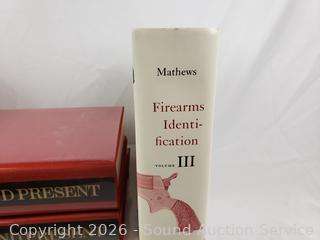 Mathews
Firearms
Identi-
fication
VOLUME III
D PRESENT
Copyright 2026 - Sound Auction Service